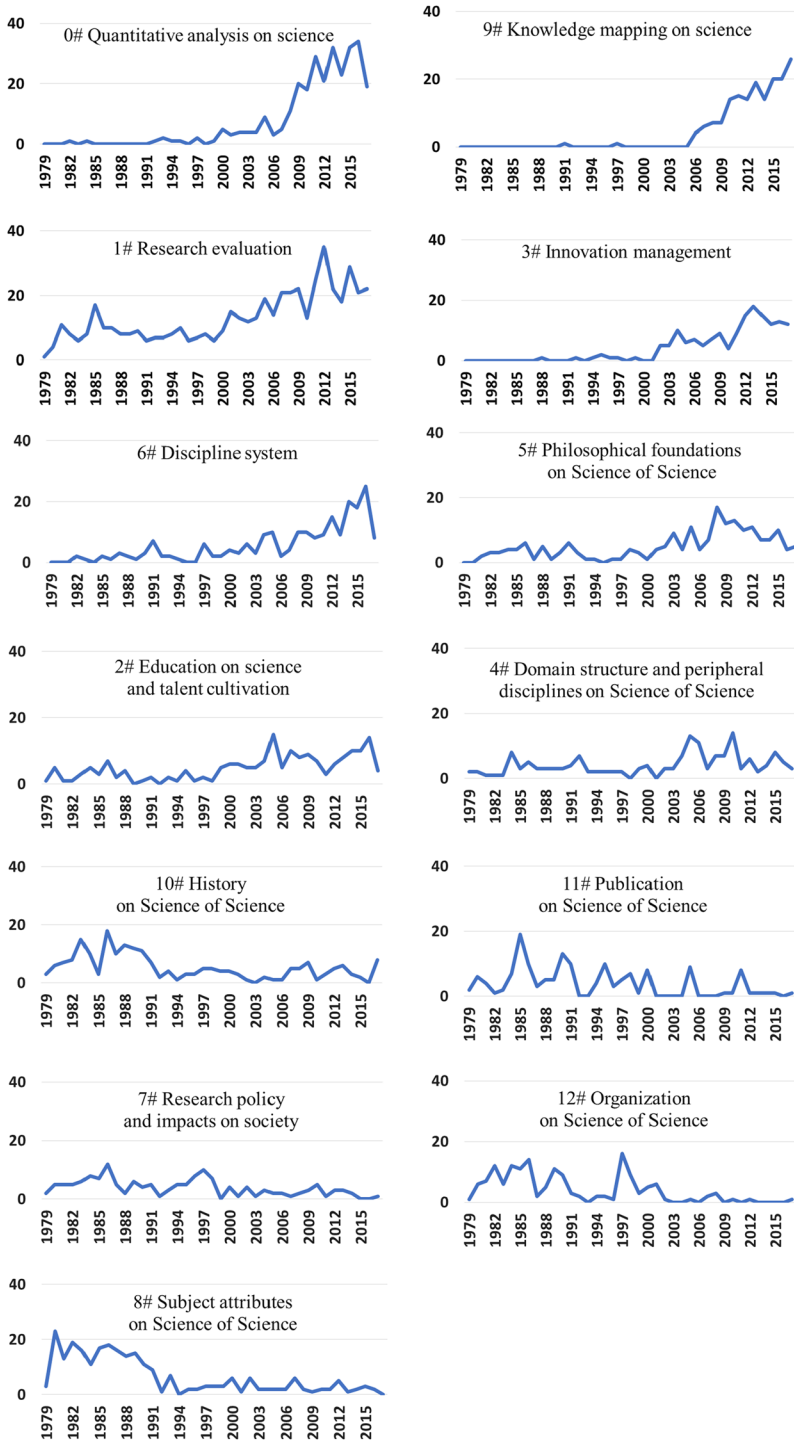 0# Quantitative analysis on science
40
20
0
1979 1982 1985 1988 1991 1994 1997 2000 2003 2006 2009 2012 2015
9# Knowledge mapping on science
40
20
0
1979 1982 1985 1988 1991 1994 1997 2000 2003 2006 2009 2012 2015
1# Research evaluation
40
20
0
1979 1982 1985 1988 1991 1994 1997 2000 2003 2006 2009 2012 2015
3# Innovation management
40
20
0
1979 1982 1985 1988 1991 1994 1997 2000 2003 2006 2009 2012 2015
6# Discipline system
40
20
0
1979 1982 1985 1988 1991 1994 1997 2000 2003 2006 2009 2012 2015
5# Philosophical foundations
on Science of Science
40
20
0
1979 1982 1985 1988 1991 1994 1997 2000 2003 2006 2009 2012 2015
2# Education on science
and talent cultivation
40
20
0
1979 1982 1985 1988 1991 1994 1997 2000 2003 2006 2009 2012 2015
4# Domain structure and peripheral
disciplines on Science of Science
40
20
0
1979 1982 1985 1988 1991 1994 1997 2000 2003 2006 2009 2012 2015
10# History
on Science of Science
40
20
0
1979 1982 1985 1988 1991 1994 1997 2000 2003 2006 2009 2012 2015
11# Publication
on Science of Science
40
20
0
1979 1982 1985 1988 1991 1994 1997 2000 2003 2006 2009 2012 2015
7# Research policy
and impacts on society
40
20
0
1979 1982 1985 1988 1991 1994 1997 2000 2003 2006 2009 2012 2015
12# Organization
on Science of Science
40
20
0
1979 1982 1985 1988 1991 1994 1997 2000 2003 2006 2009 2012 2015
8# Subject attributes
on Science of Science
40
20
0
1979 1982 1985 1988 1991 1994 1997 2000 2003 2006 2009 2012 2015